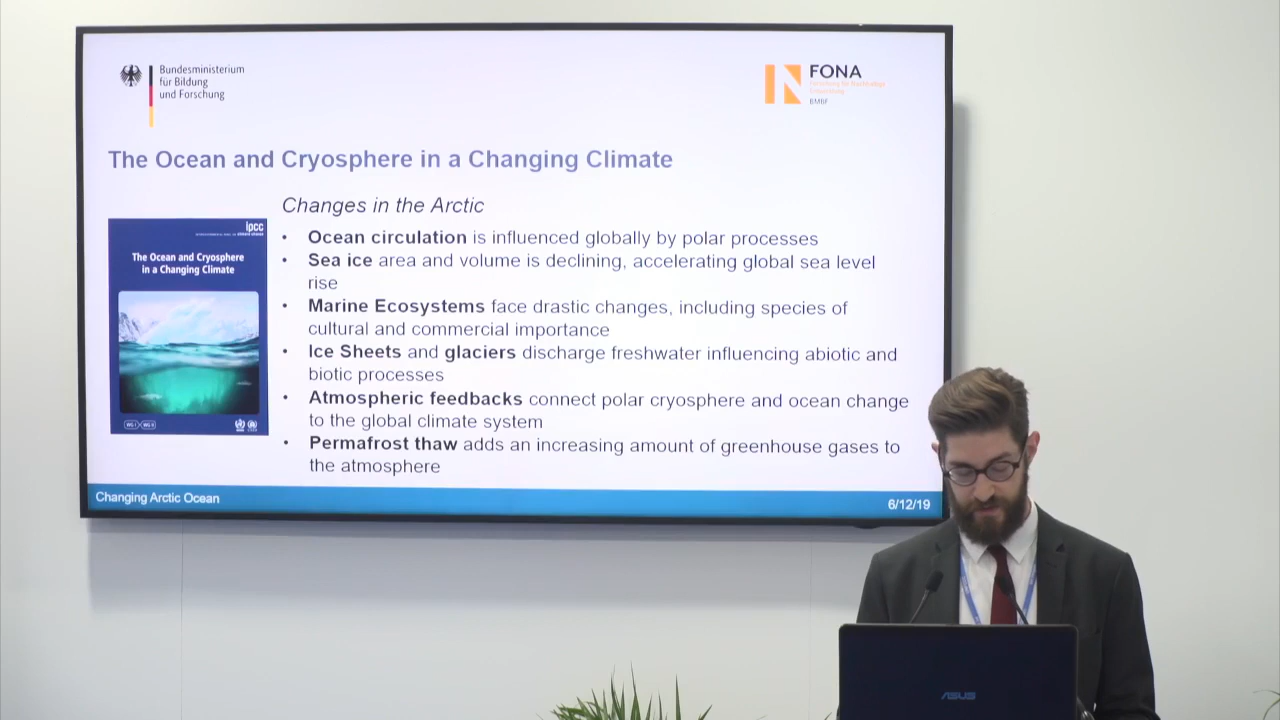 Bundesministerium
für Bildung
und Forschung
FONA
BMBF
The Ocean and Cryosphere in a Changing Climate
Changes in the Arctic
ipcc
The Ocean and Cryosphere
in a Changing Climate
WG I WG II
• Ocean circulation is influenced globally by polar processes
• Sea ice area and volume is declining, accelerating global sea level
rise
• Marine Ecosystems face drastic changes, including species of
cultural and commercial importance
• Ice Sheets and glaciers discharge freshwater influencing abiotic and
biotic processes
• Atmospheric feedbacks connect polar cryosphere and ocean change
to the global climate system
• Permafrost thaw adds an increasing amount of greenhouse gases to
the atmosphere
Changing Arctic Ocean
6/12/19
ASUS